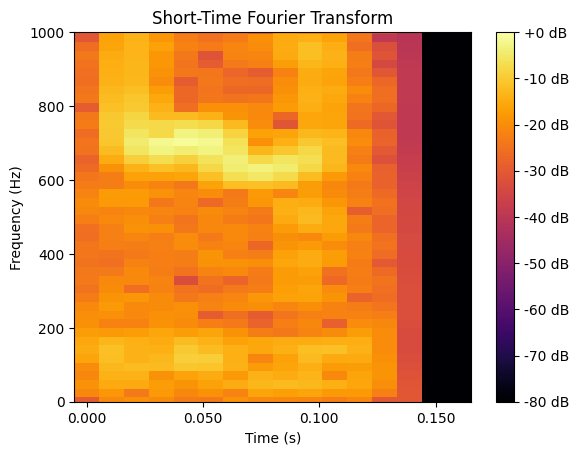 Short-Time Fourier Transform
1000
800
600
400
200
0
Frequency (Hz)
0.000
0.050
0.100
0.150
Time (s)
+0 dB
-10 dB
-20 dB
-30 dB
-40 dB
-50 dB
-60 dB
-70 dB
-80 dB